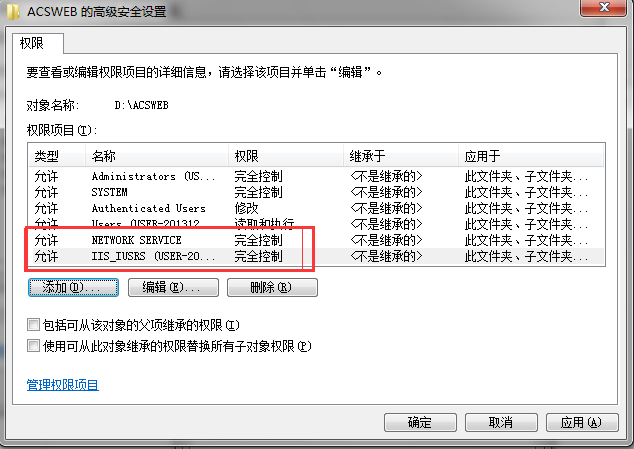 ACSWEB 的高级安全设置
权限
要查看或编辑权限项目的详细信息，请选择该项目并单击“编辑”。
对象名称: D:\ACSWEB
权限项目(T):
类型 名称 权限 继承于 应用于
允许 Administrators (US... 完全控制 <不是继承的> 此文件夹、子文件夹...
允许 SYSTEM 完全控制 <不是继承的> 此文件夹、子文件夹...
允许 Authenticated Users 修改 <不是继承的> 此文件夹、子文件夹...
允许 Users (USER-201312... 读取和执行 <不是继承的> 此文件夹、子文件夹...
允许 NETWORK SERVICE 完全控制 <不是继承的> 此文件夹、子文件夹...
允许 IIS_IUSRS (USER-20... 完全控制 <不是继承的> 此文件夹、子文件夹...
添加(D)... 编辑(E)... 删除(R)
包括可从该对象的父项继承的权限(I)
使用可从此对象继承的权限替换所有子对象权限(P)
管理权限项目
确定 取消 应用(A)